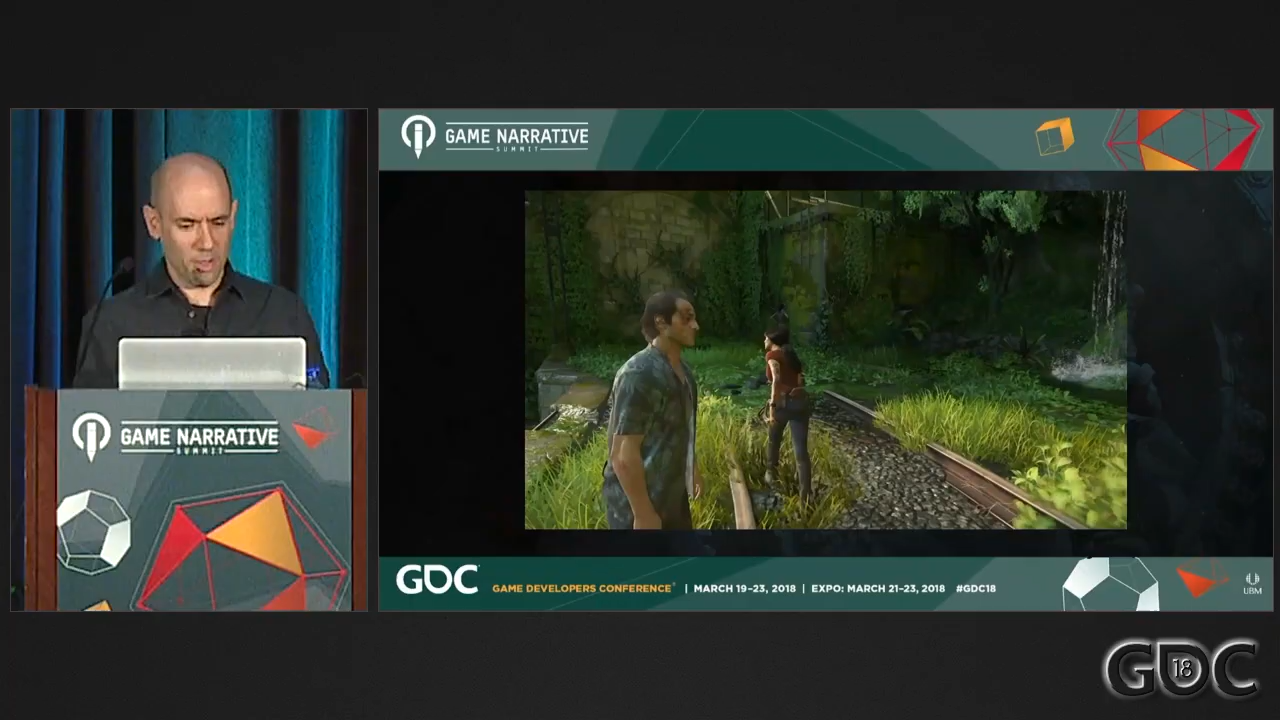 GAME NARRATIVE
SUMMIT
GAME NARRATIVE
SUMMIT
GDC
GAME DEVELOPERS CONFERENCE® | MARCH 19–23, 2018 | EXPO: MARCH 21–23, 2018 #GDC18
UBM
GDC
18